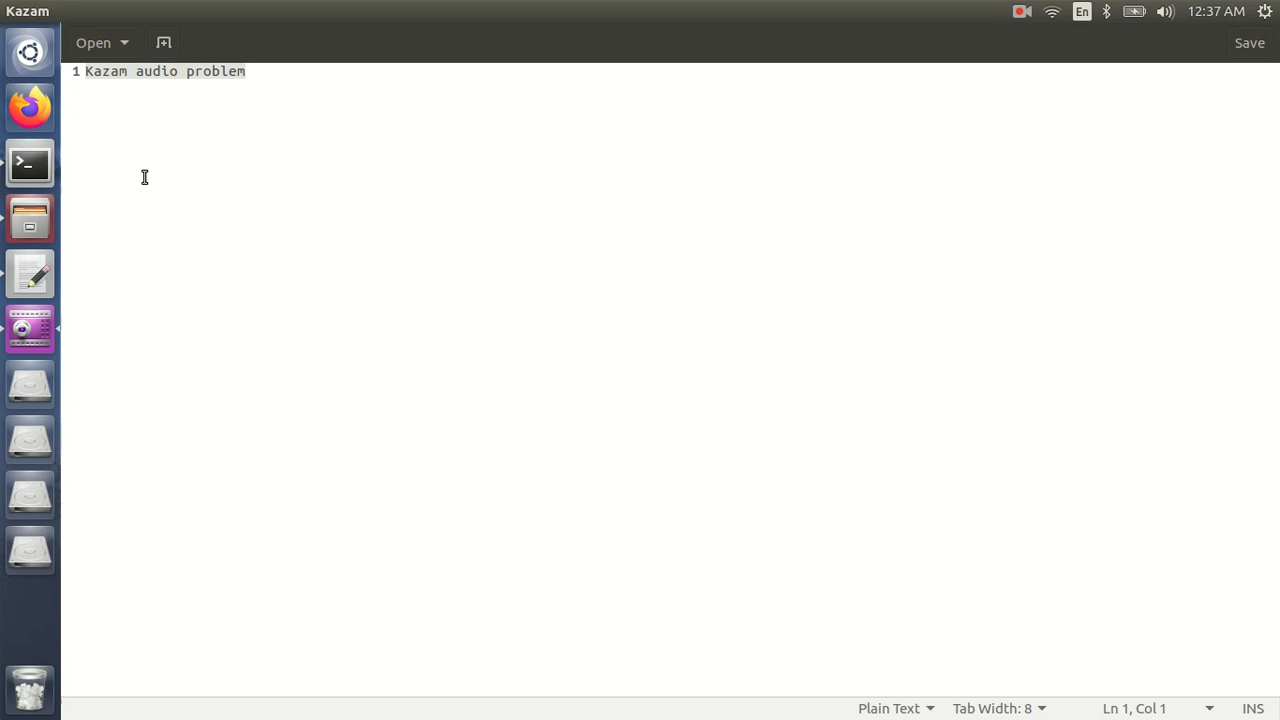 Kazam
En
12:37 AM
Open
Save
1 Kazam audio problem
Plain Text
Tab Width: 8
Ln 1, Col 1
INS